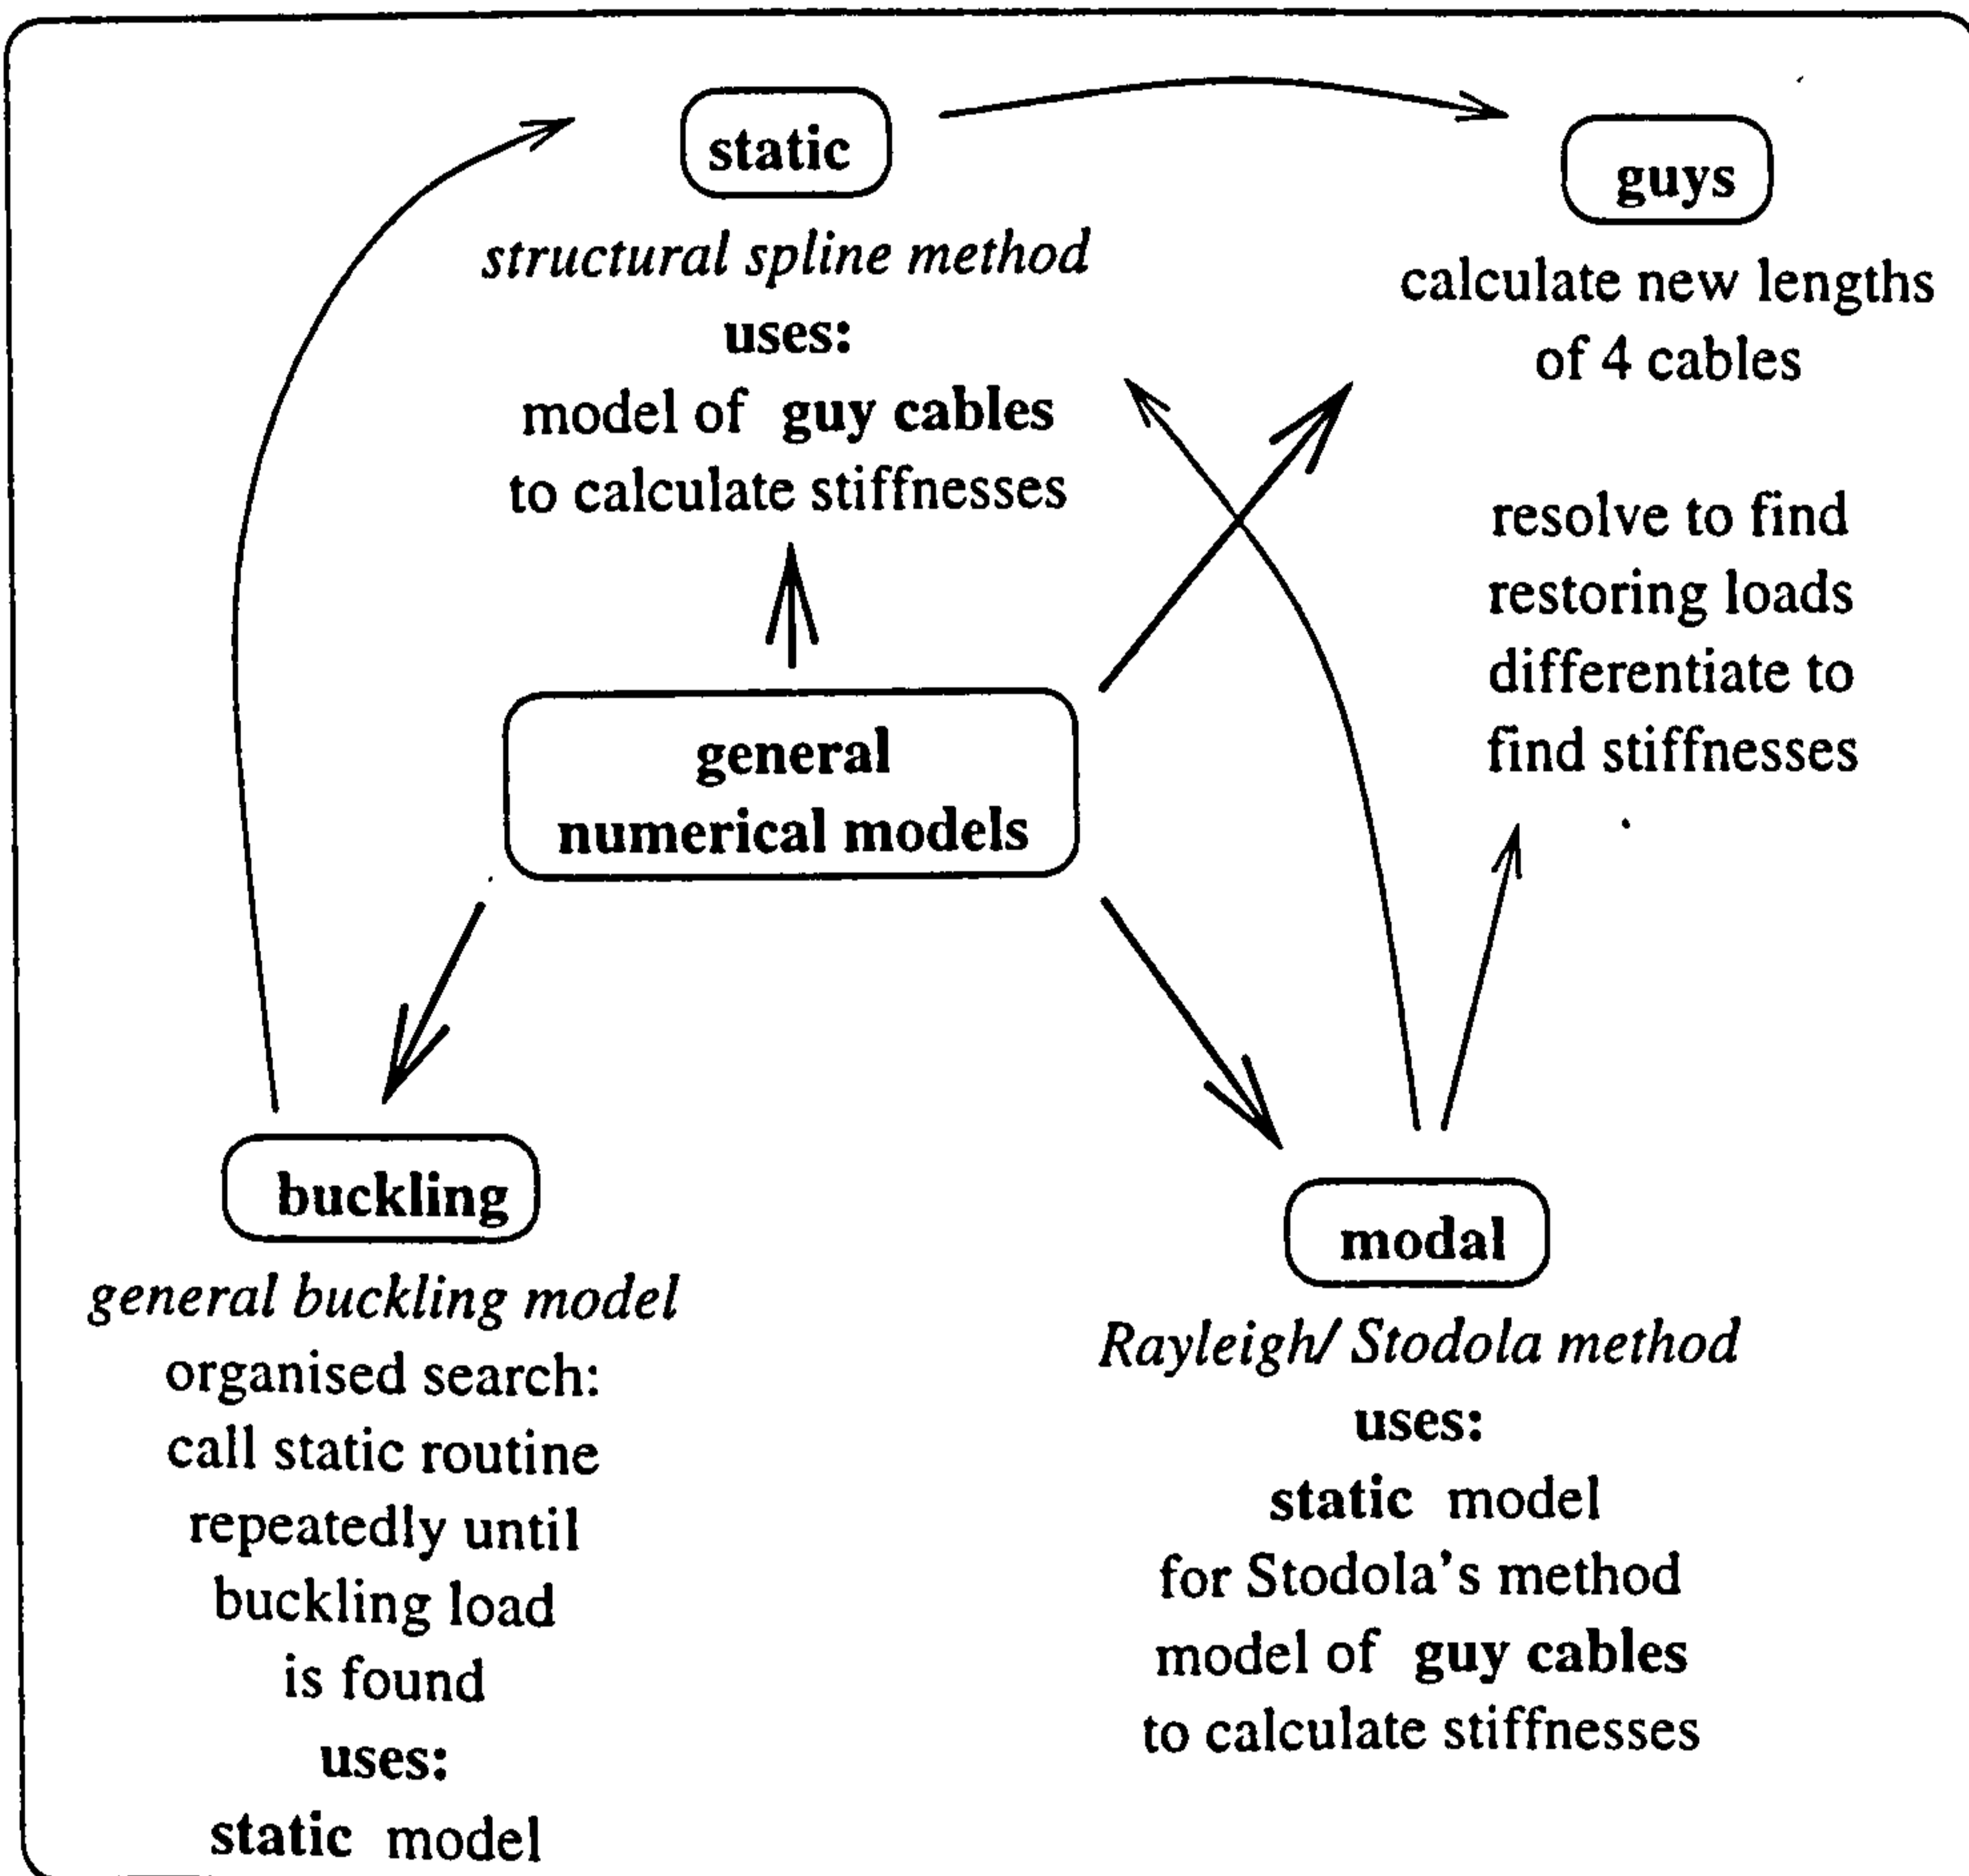 static
structural spline method
uses:
model of guy cables
to calculate stiffnesses
guys
calculate new lengths
of 4 cables
resolve to find
restoring loads
differentiate to
find stiffnesses
general
numerical models
buckling
general buckling model
organised search:
call static routine
repeatedly until
buckling load
is found
uses:
static model
modal
Rayleigh/ Stodola method
uses:
static model
for Stodola's method
model of guy cables
to calculate stiffnesses